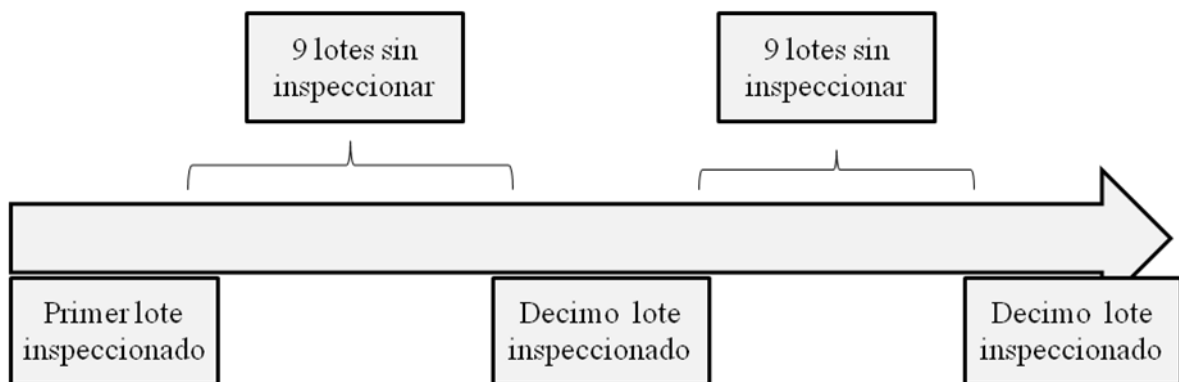 9 lotes sin
inspeccionar
9 lotes sin
inspeccionar
Primer lote
inspeccionado
Decimo lote
inspeccionado
Decimo lote
inspeccionado